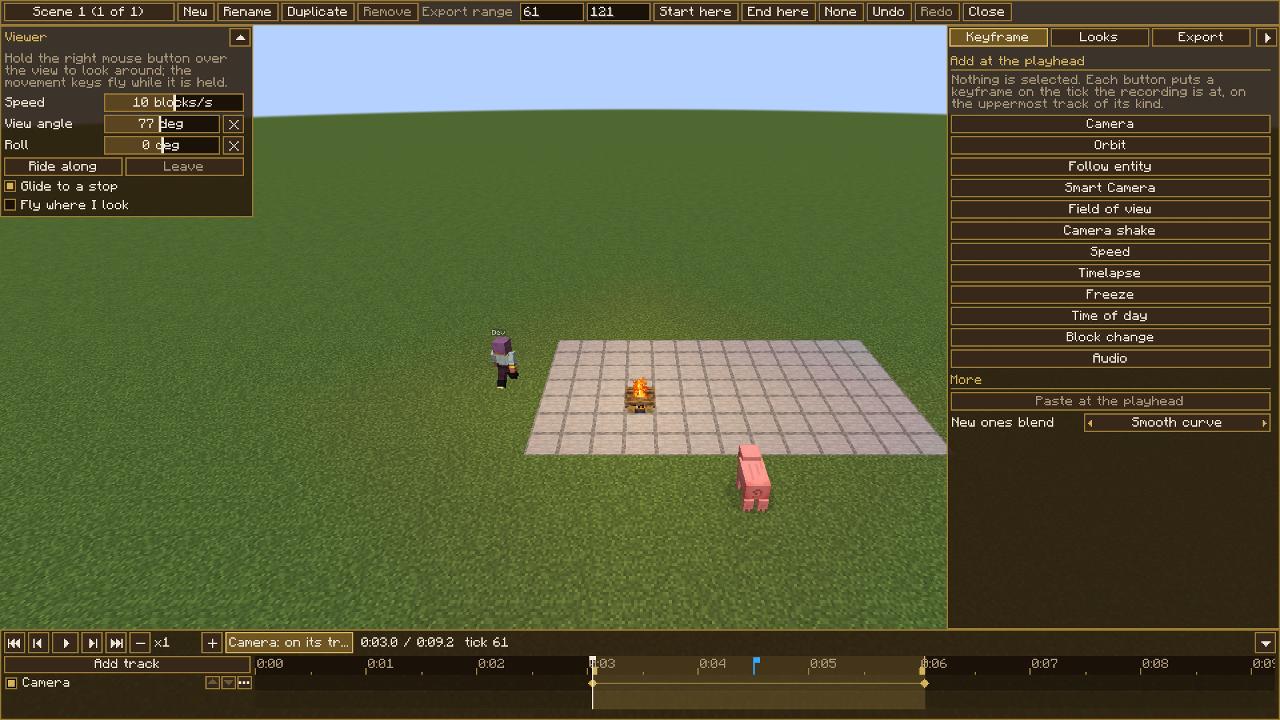 Scene 1 (1 of 1) New Rename Duplicate Remove Export range 61 121 Start here End here None Undo Redo Close
Viewer
Hold the right mouse button over
the view to look around; the
movement keys fly while it is held.
Speed 10 blocks/s
View angle 77 deg
Roll 0 deg
Ride along Leave
Glide to a stop
Fly where I look
Dev
Keyframe Looks Export
Add at the playhead
Nothing is selected. Each button puts a
keyframe on the tick the recording is at, on
the uppermost track of its kind.
Camera
Orbit
Follow entity
Smart Camera
Field of view
Camera shake
Speed
Timelapse
Freeze
Time of day
Block change
Audio
More
Paste at the playhead
New ones blend Smooth curve
x1 Camera: on its tr... 0:03.0 / 0:09.2 tick 61
Add track 0:00 0:01 0:02 0:03 0:04 0:05 0:06 0:07 0:08 0:09
Camera